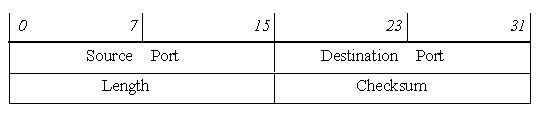 0 7 15 23 31
Source Port Destination Port
Length Checksum